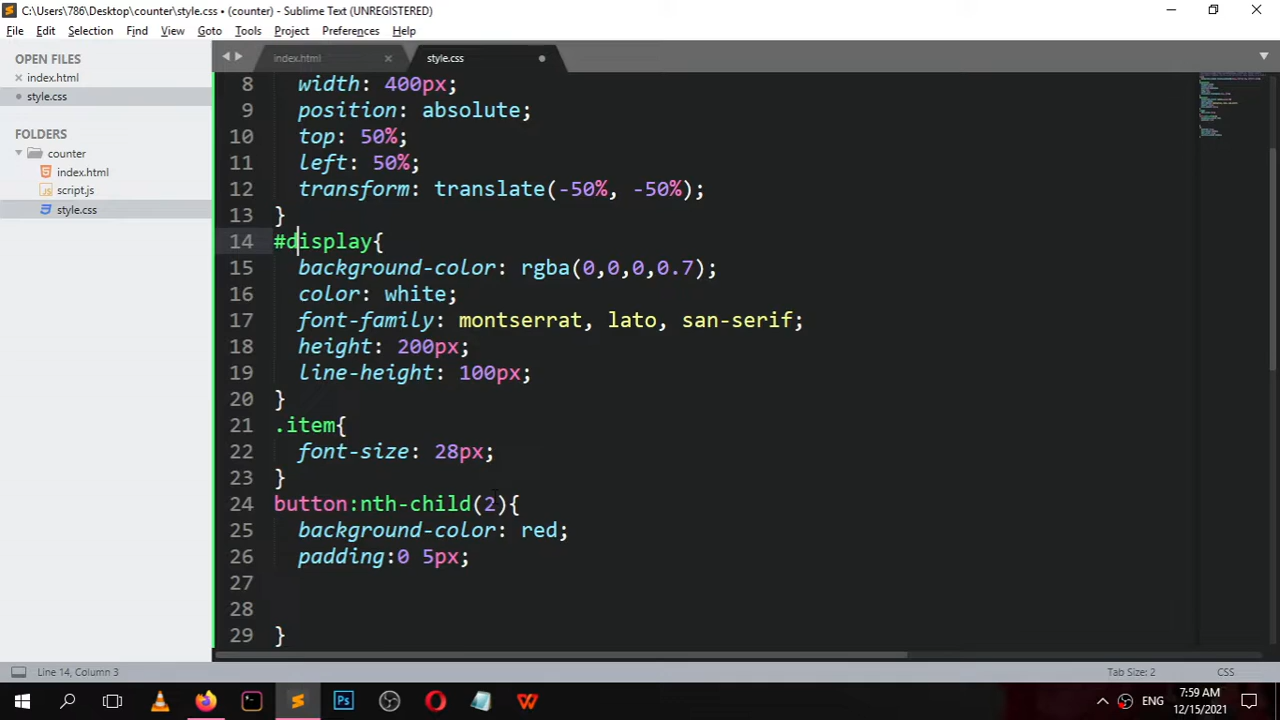 C:\Users\786\Desktop\counter\style.css • (counter) - Sublime Text (UNREGISTERED)
File Edit Selection Find View Goto Tools Project Preferences Help
OPEN FILES
index.html
style.css
FOLDERS
counter
index.html
script.js
style.css
index.html
style.css
8 width: 400px;
9 position: absolute;
10 top: 50%;
11 left: 50%;
12 transform: translate(-50%, -50%);
13 }
14 #display{
15 background-color: rgba(0,0,0,0.7);
16 color: white;
17 font-family: montserrat, lato, san-serif;
18 height: 200px;
19 line-height: 100px;
20 }
21 .item{
22 font-size: 28px;
23 }
24 button:nth-child(2){
25 background-color: red;
26 padding:0 5px;
27
28
29 }
Line 14, Column 3
Tab Size: 2
CSS
Ps
ENG
7:59 AM
12/15/2021